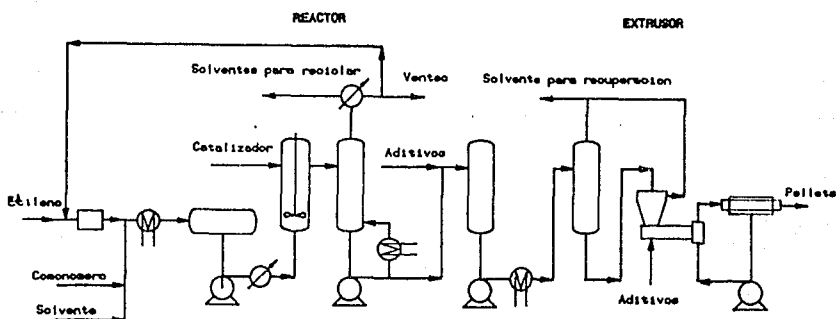 REACTOR
EXTRUSOR
Solventes para reciclar
Venteo
Solvente para recuperacion
Catalizador
Aditivos
Etileno
Pellets
Comonomero
Aditivos
Solvente